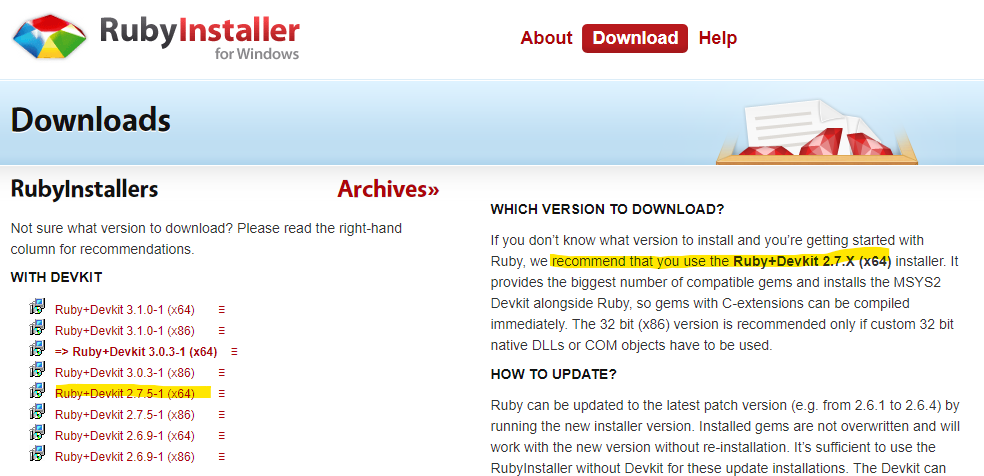 RubyInstaller
for Windows
About Download Help
Downloads
RubyInstallers Archives»
Not sure what version to download? Please read the right-hand
column for recommendations.
WITH DEVKIT
Ruby+Devkit 3.1.0-1 (x64) ≡
Ruby+Devkit 3.1.0-1 (x86) ≡
=> Ruby+Devkit 3.0.3-1 (x64) ≡
Ruby+Devkit 3.0.3-1 (x86) ≡
Ruby+Devkit 2.7.5-1 (x64) ≡
Ruby+Devkit 2.7.5-1 (x86) ≡
Ruby+Devkit 2.6.9-1 (x64) ≡
Ruby+Devkit 2.6.9-1 (x86) ≡
WHICH VERSION TO DOWNLOAD?
If you don’t know what version to install and you’re getting started with
Ruby, we recommend that you use the Ruby+Devkit 2.7.X (x64) installer. It
provides the biggest number of compatible gems and installs the MSYS2
Devkit alongside Ruby, so gems with C-extensions can be compiled
immediately. The 32 bit (x86) version is recommended only if custom 32 bit
native DLLs or COM objects have to be used.
HOW TO UPDATE?
Ruby can be updated to the latest patch version (e.g. from 2.6.1 to 2.6.4) by
running the new installer version. Installed gems are not overwritten and will
work with the new version without re-installation. It’s sufficient to use the
RubyInstaller without Devkit for these update installations. The Devkit can